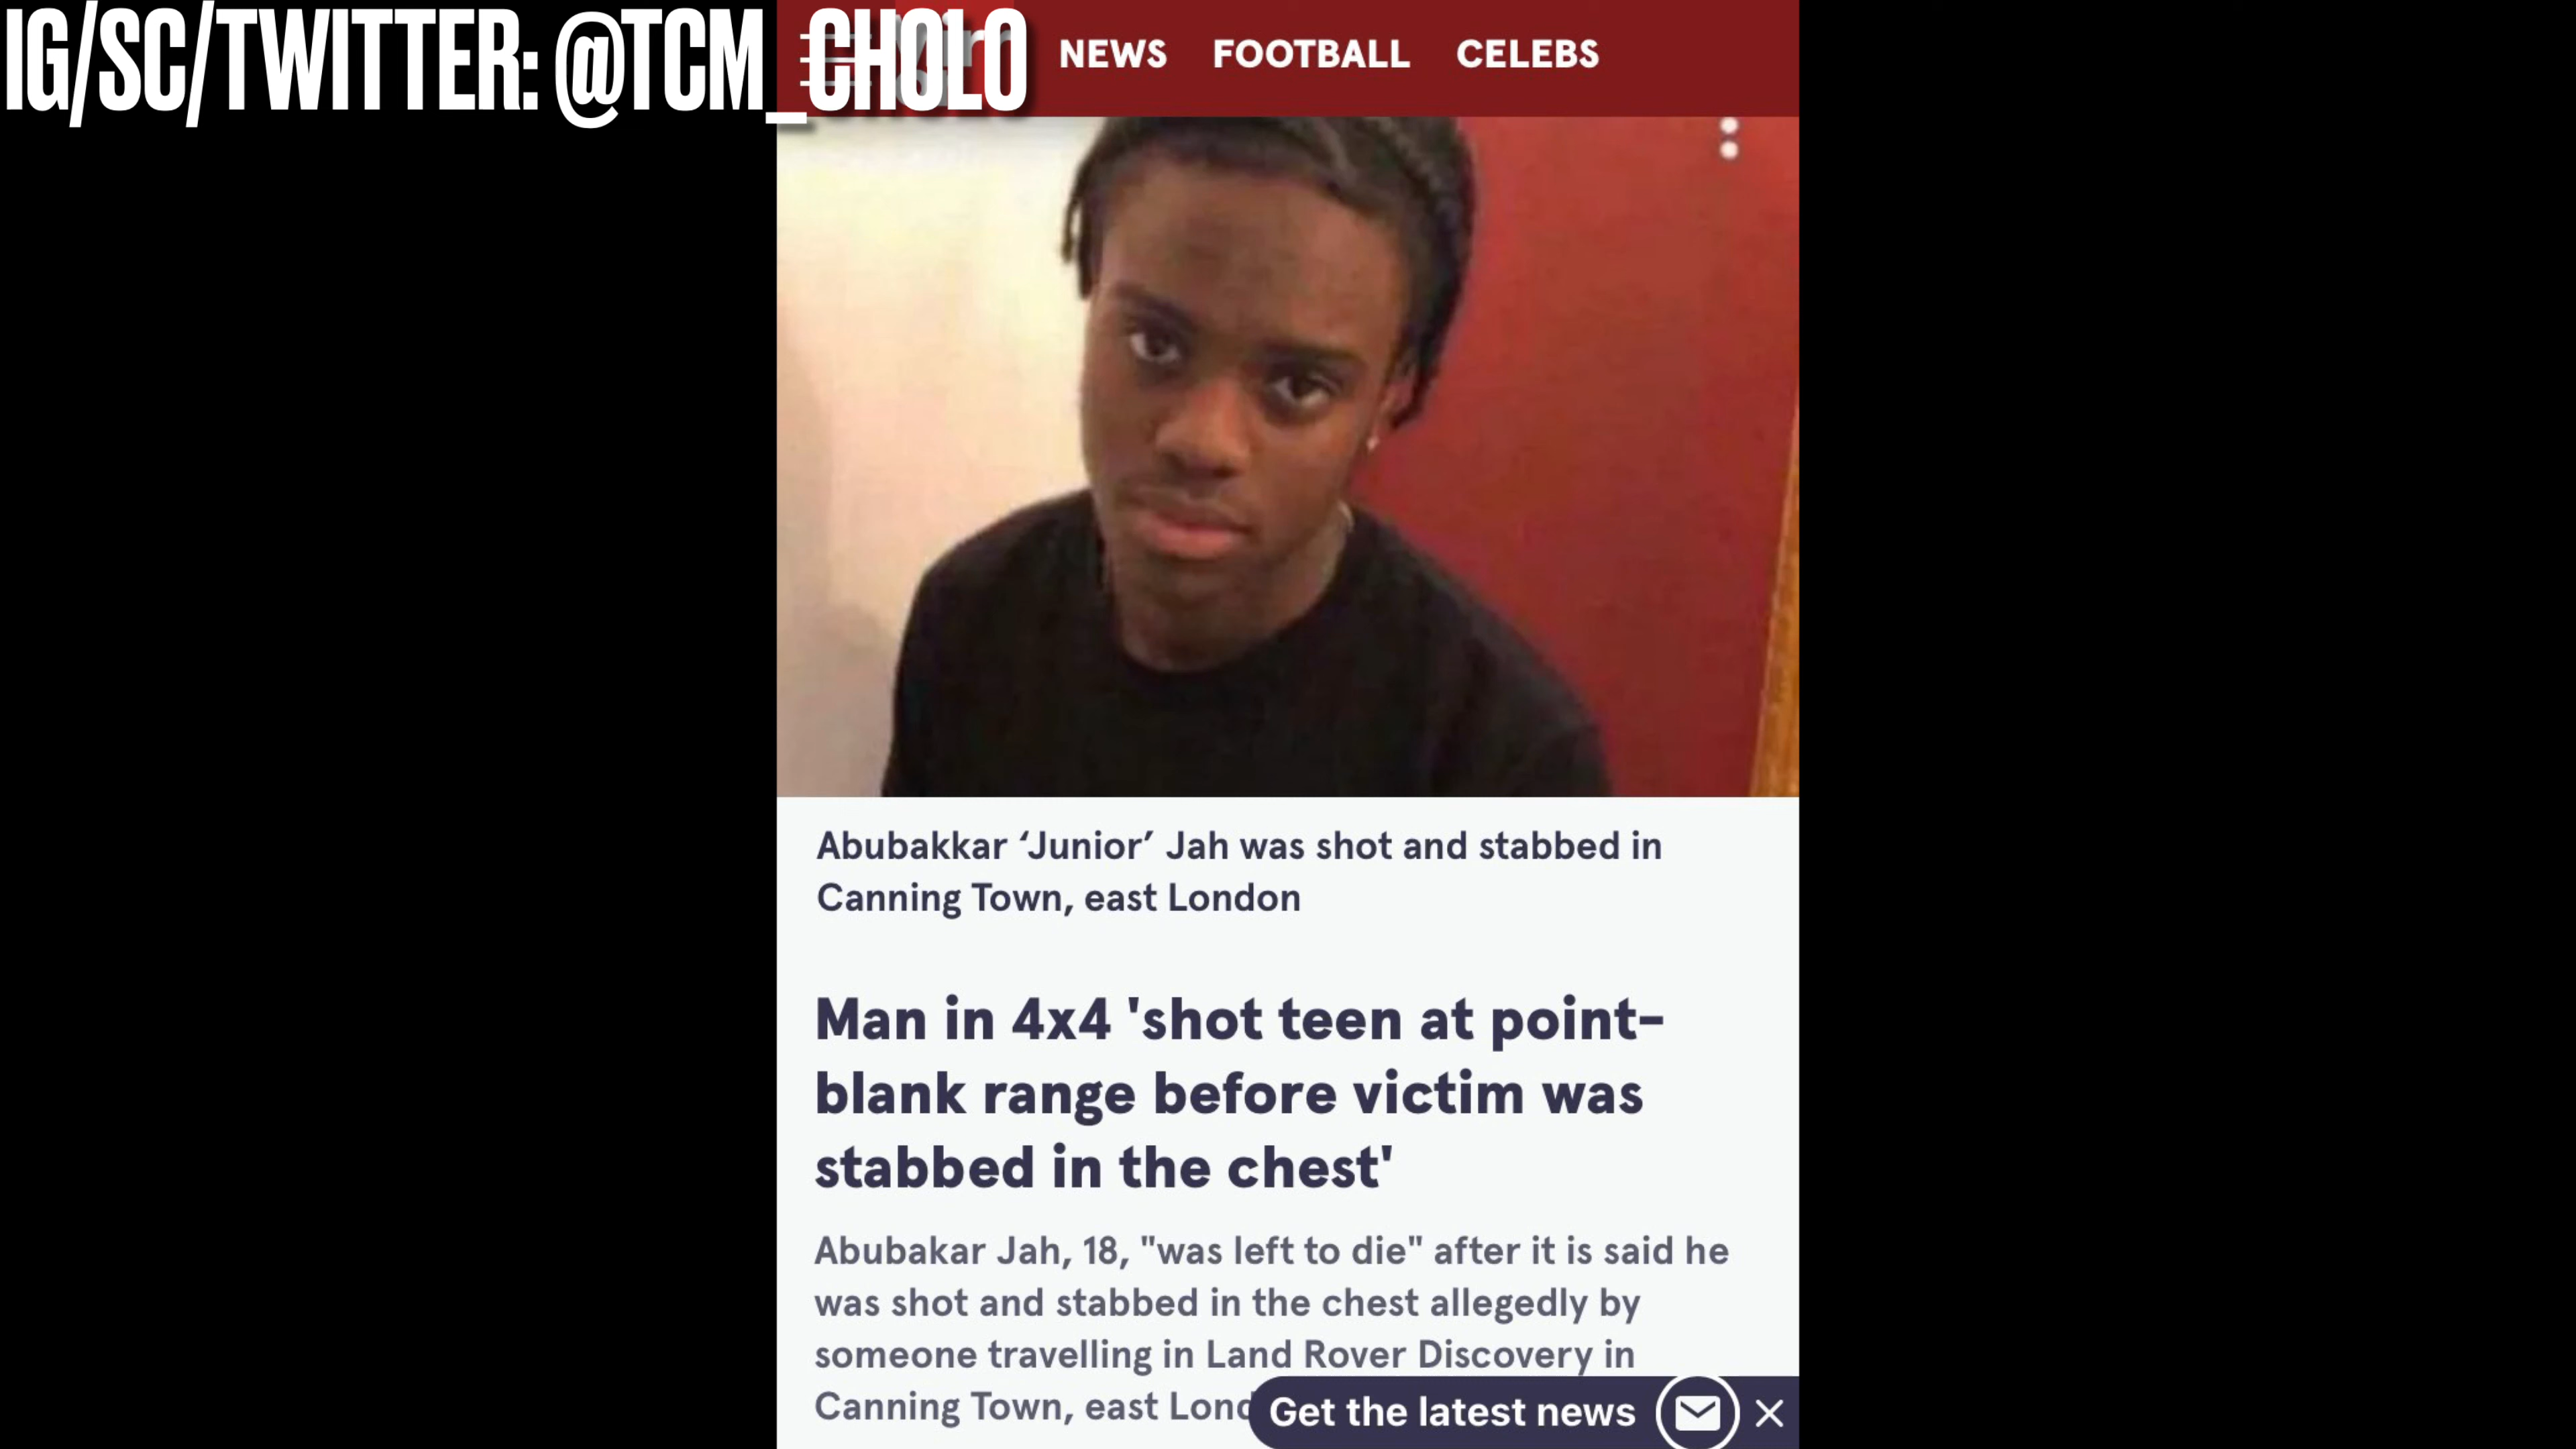 IG/SC/TWITTER: @TCM_CHOLO
NEWS FOOTBALL CELEBS
Abubakkar ‘Junior’ Jah was shot and stabbed in
Canning Town, east London
Man in 4x4 'shot teen at point-
blank range before victim was
stabbed in the chest'
Abubakar Jah, 18, "was left to die" after it is said he
was shot and stabbed in the chest allegedly by
someone travelling in Land Rover Discovery in
Canning Town, east
Get the latest news